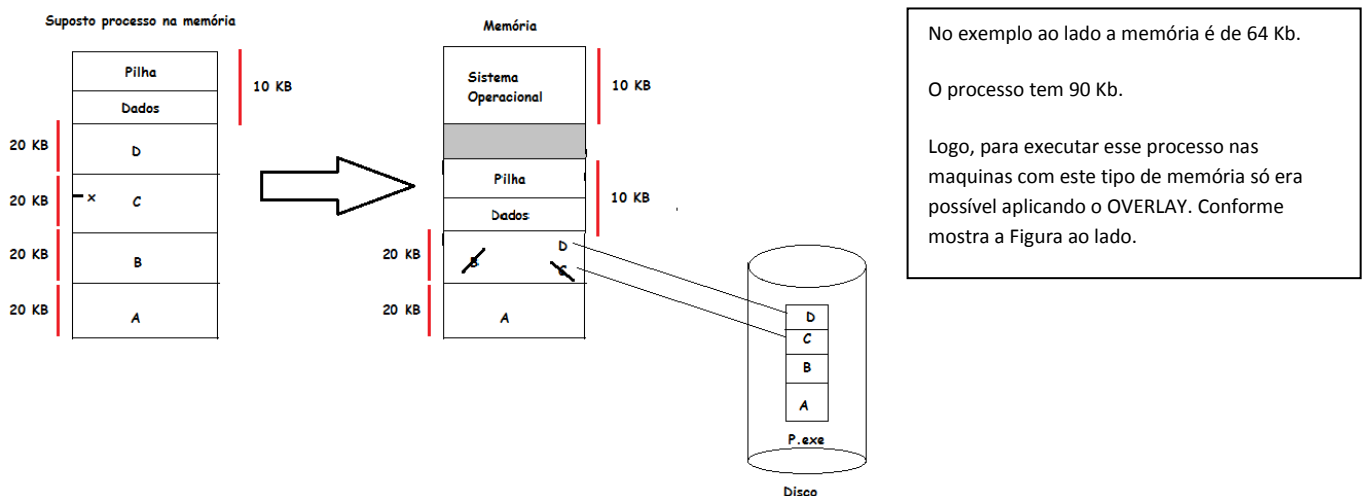 Suposto processo na memória
Pilha
Dados
10 KB
20 KB
D
20 KB
x
C
20 KB
B
20 KB
A
Memória
Sistema
Operacional
10 KB
Pilha
Dados
10 KB
20 KB
D
B
C
20 KB
A
D
C
B
A
P.exe
Disco
No exemplo ao lado a memória é de 64 Kb.
O processo tem 90 Kb.
Logo, para executar esse processo nas
maquinas com este tipo de memória só era
possível aplicando o OVERLAY. Conforme
mostra a Figura ao lado.